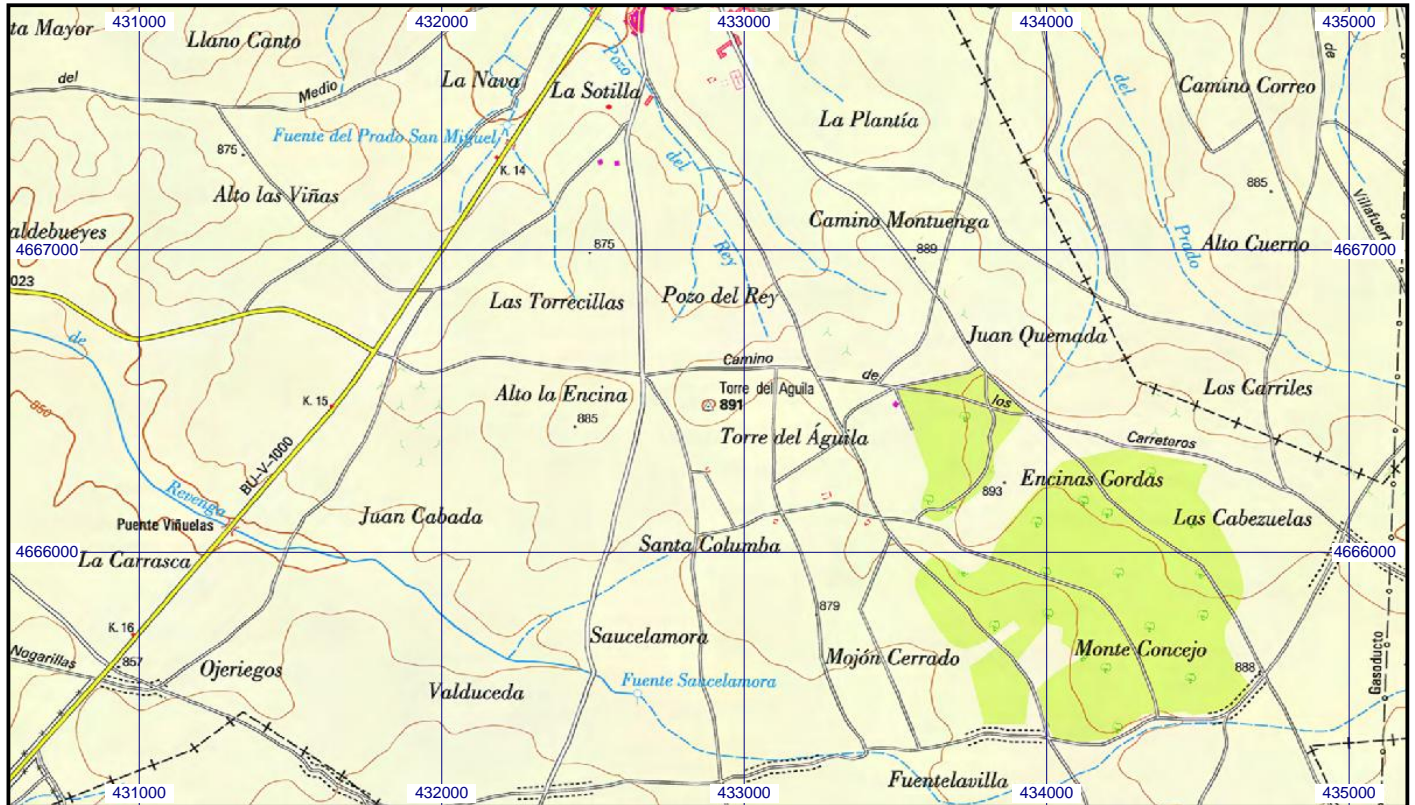 431000 432000 433000 434000 435000
ta Mayor
Llano Canto
del
Medio
La Nava
La Sotilla
Pozo
del
Rey
La Plantía
del
Prado
de
Camino Correo
Fuente del Prado San Miguel
K. 14
875
Alto las Viñas
885
Villafuert
Camino Montuenga
889
Alto Cuerno
aldebueyes
4667000
4667000
875
023
Las Torrecillas
Pozo del Rey
Juan Quemada
de
Camino
de
los
Carreteros
K. 15
Alto la Encina
885
Torre del Aguila
891
Torre del Águila
Los Carriles
850
BU-V-1000
Revenga
Puente Viñuelas
Juan Cabada
893
Encinas Gordas
Las Cabezuelas
4666000
4666000
La Carrasca
Santa Columba
K. 16
879
Saucelamora
Mojón Cerrado
Monte Concejo
Nogarillas
857
Ojeriegos
Valduceda
Fuente Saucelamora
888
Gasoducto
Fuentelavilla
431000 432000 433000 434000 435000